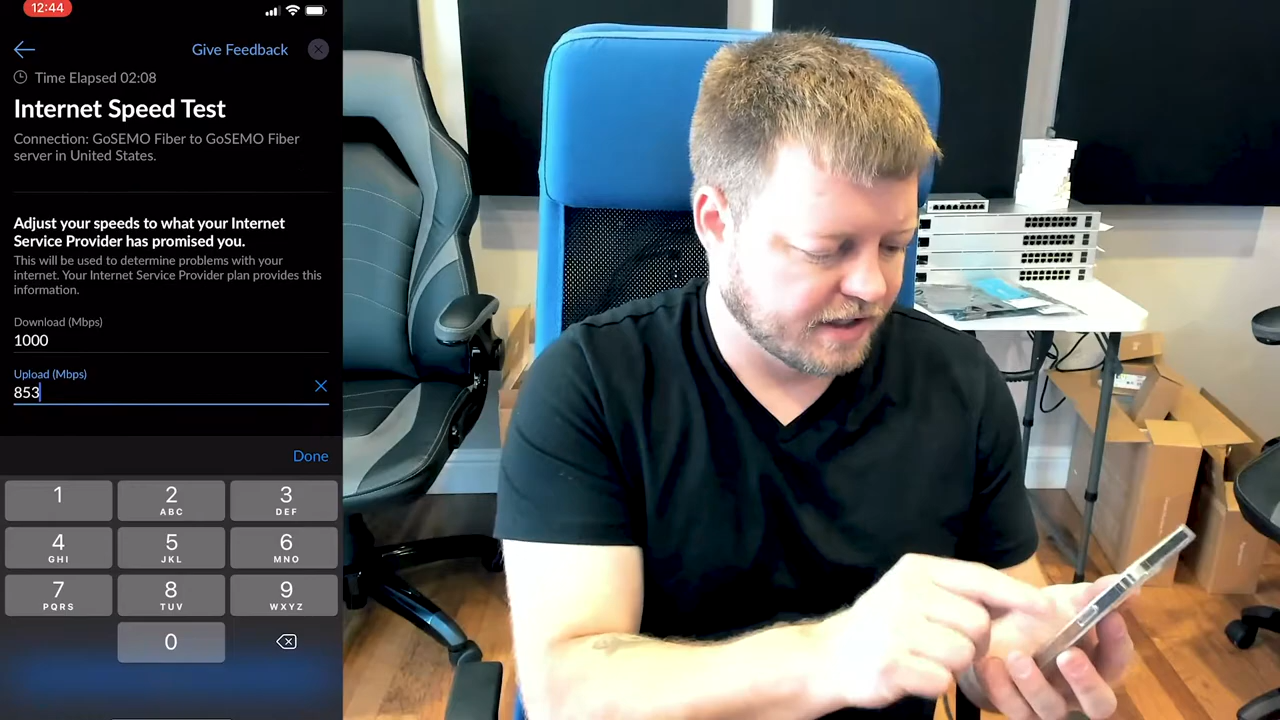 12:44
Give Feedback
Time Elapsed 02:08
Internet Speed Test
Connection: GoSEMO Fiber to GoSEMO Fiber
server in United States.
Adjust your speeds to what your Internet
Service Provider has promised you.
This will be used to determine problems with your
internet. Your Internet Service Provider plan provides this
information.
Download (Mbps)
1000
Upload (Mbps)
853
Done
1
2
ABC
3
DEF
4
GHI
5
JKL
6
MNO
7
PQRS
8
TUV
9
WXYZ
0